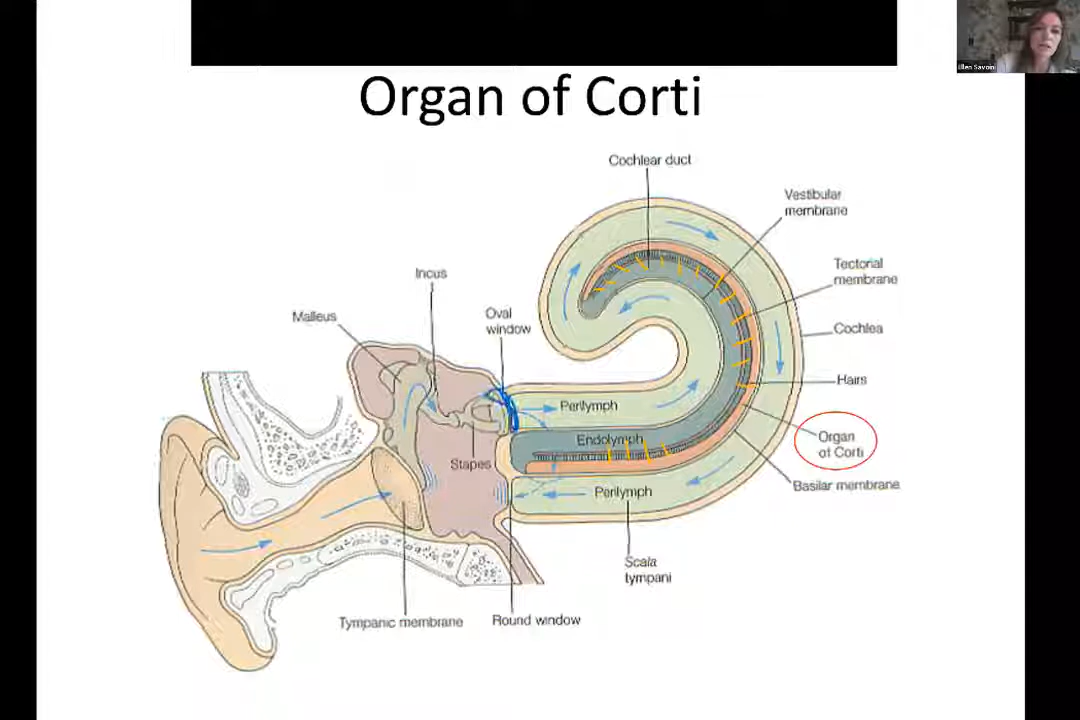 Ellen Savoini
Organ of Corti
Cochlear duct
Vestibular
membrane
Tectorial
membrane
Incus
Malleus
Oval
window
Cochlea
Hairs
Perilymph
Organ
of Corti
Endolymph
Stapes
Basilar membrane
Perilymph
Scala
tympani
Tympanic membrane
Round window